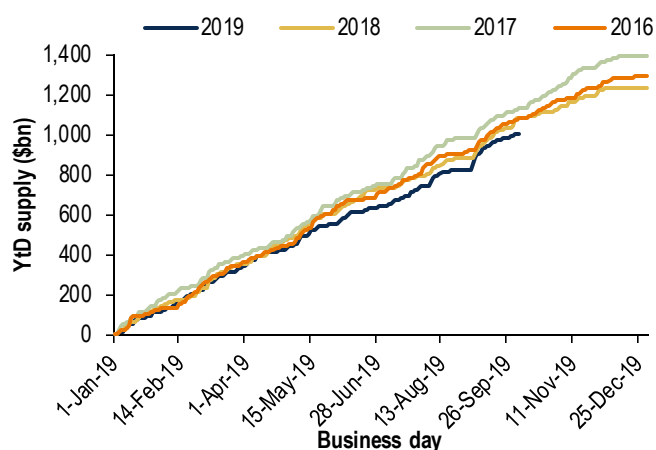 2019 2018 2017 2016
YtD supply ($bn)
1,400
1,200
1,000
800
600
400
200
0
1-Jan-19
14-Feb-19
1-Apr-19
15-May-19
28-Jun-19
13-Aug-19
26-Sep-19
11-Nov-19
25-Dec-19
Business day